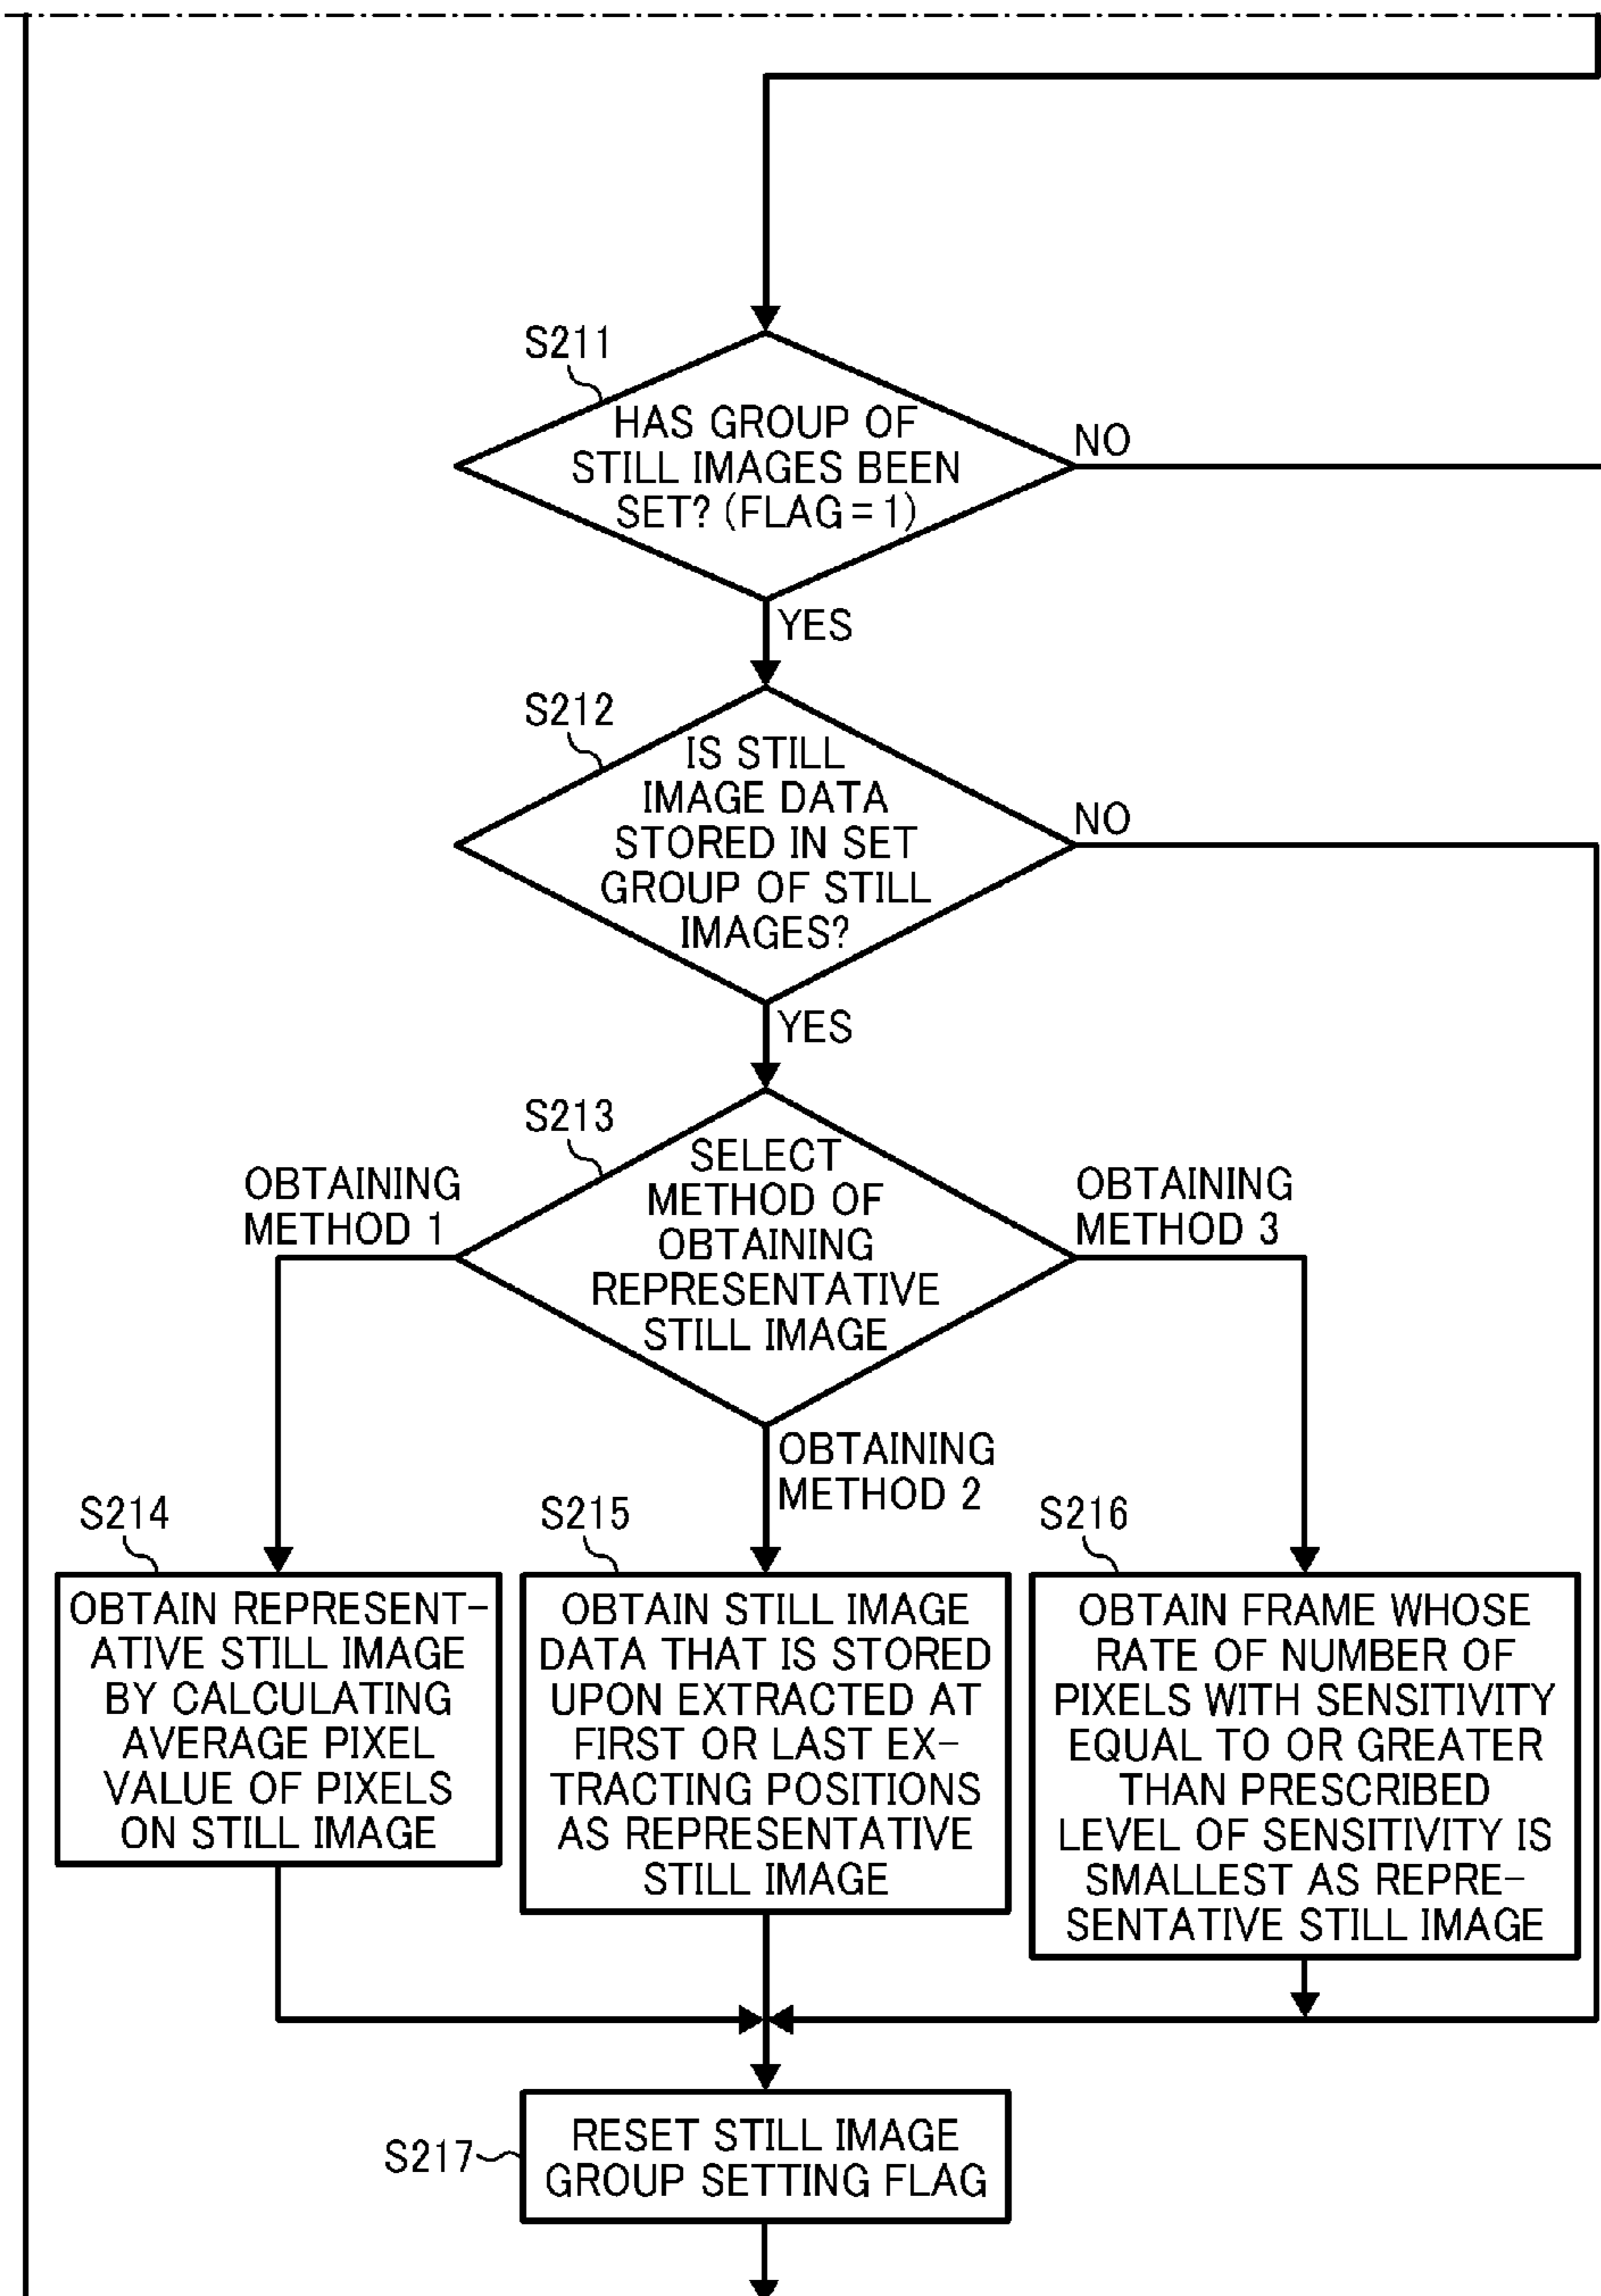 S211
HAS GROUP OF
STILL IMAGES BEEN
SET? (FLAG = 1)
NO
YES
S212
IS STILL
IMAGE DATA
STORED IN SET
GROUP OF STILL
IMAGES?
NO
YES
S213
SELECT
METHOD OF
OBTAINING
REPRESENTATIVE
STILL IMAGE
OBTAINING
METHOD 1
OBTAINING
METHOD 3
OBTAINING
METHOD 2
S214
OBTAIN REPRESENT-
ATIVE STILL IMAGE
BY CALCULATING
AVERAGE PIXEL
VALUE OF PIXELS
ON STILL IMAGE
S215
OBTAIN STILL IMAGE
DATA THAT IS STORED
UPON EXTRACTED AT
FIRST OR LAST EX-
TRACTING POSITIONS
AS REPRESENTATIVE
STILL IMAGE
S216
OBTAIN FRAME WHOSE
RATE OF NUMBER OF
PIXELS WITH SENSITIVITY
EQUAL TO OR GREATER
THAN PRESCRIBED
LEVEL OF SENSITIVITY IS
SMALLEST AS REPRE-
SENTATIVE STILL IMAGE
S217
RESET STILL IMAGE
GROUP SETTING FLAG